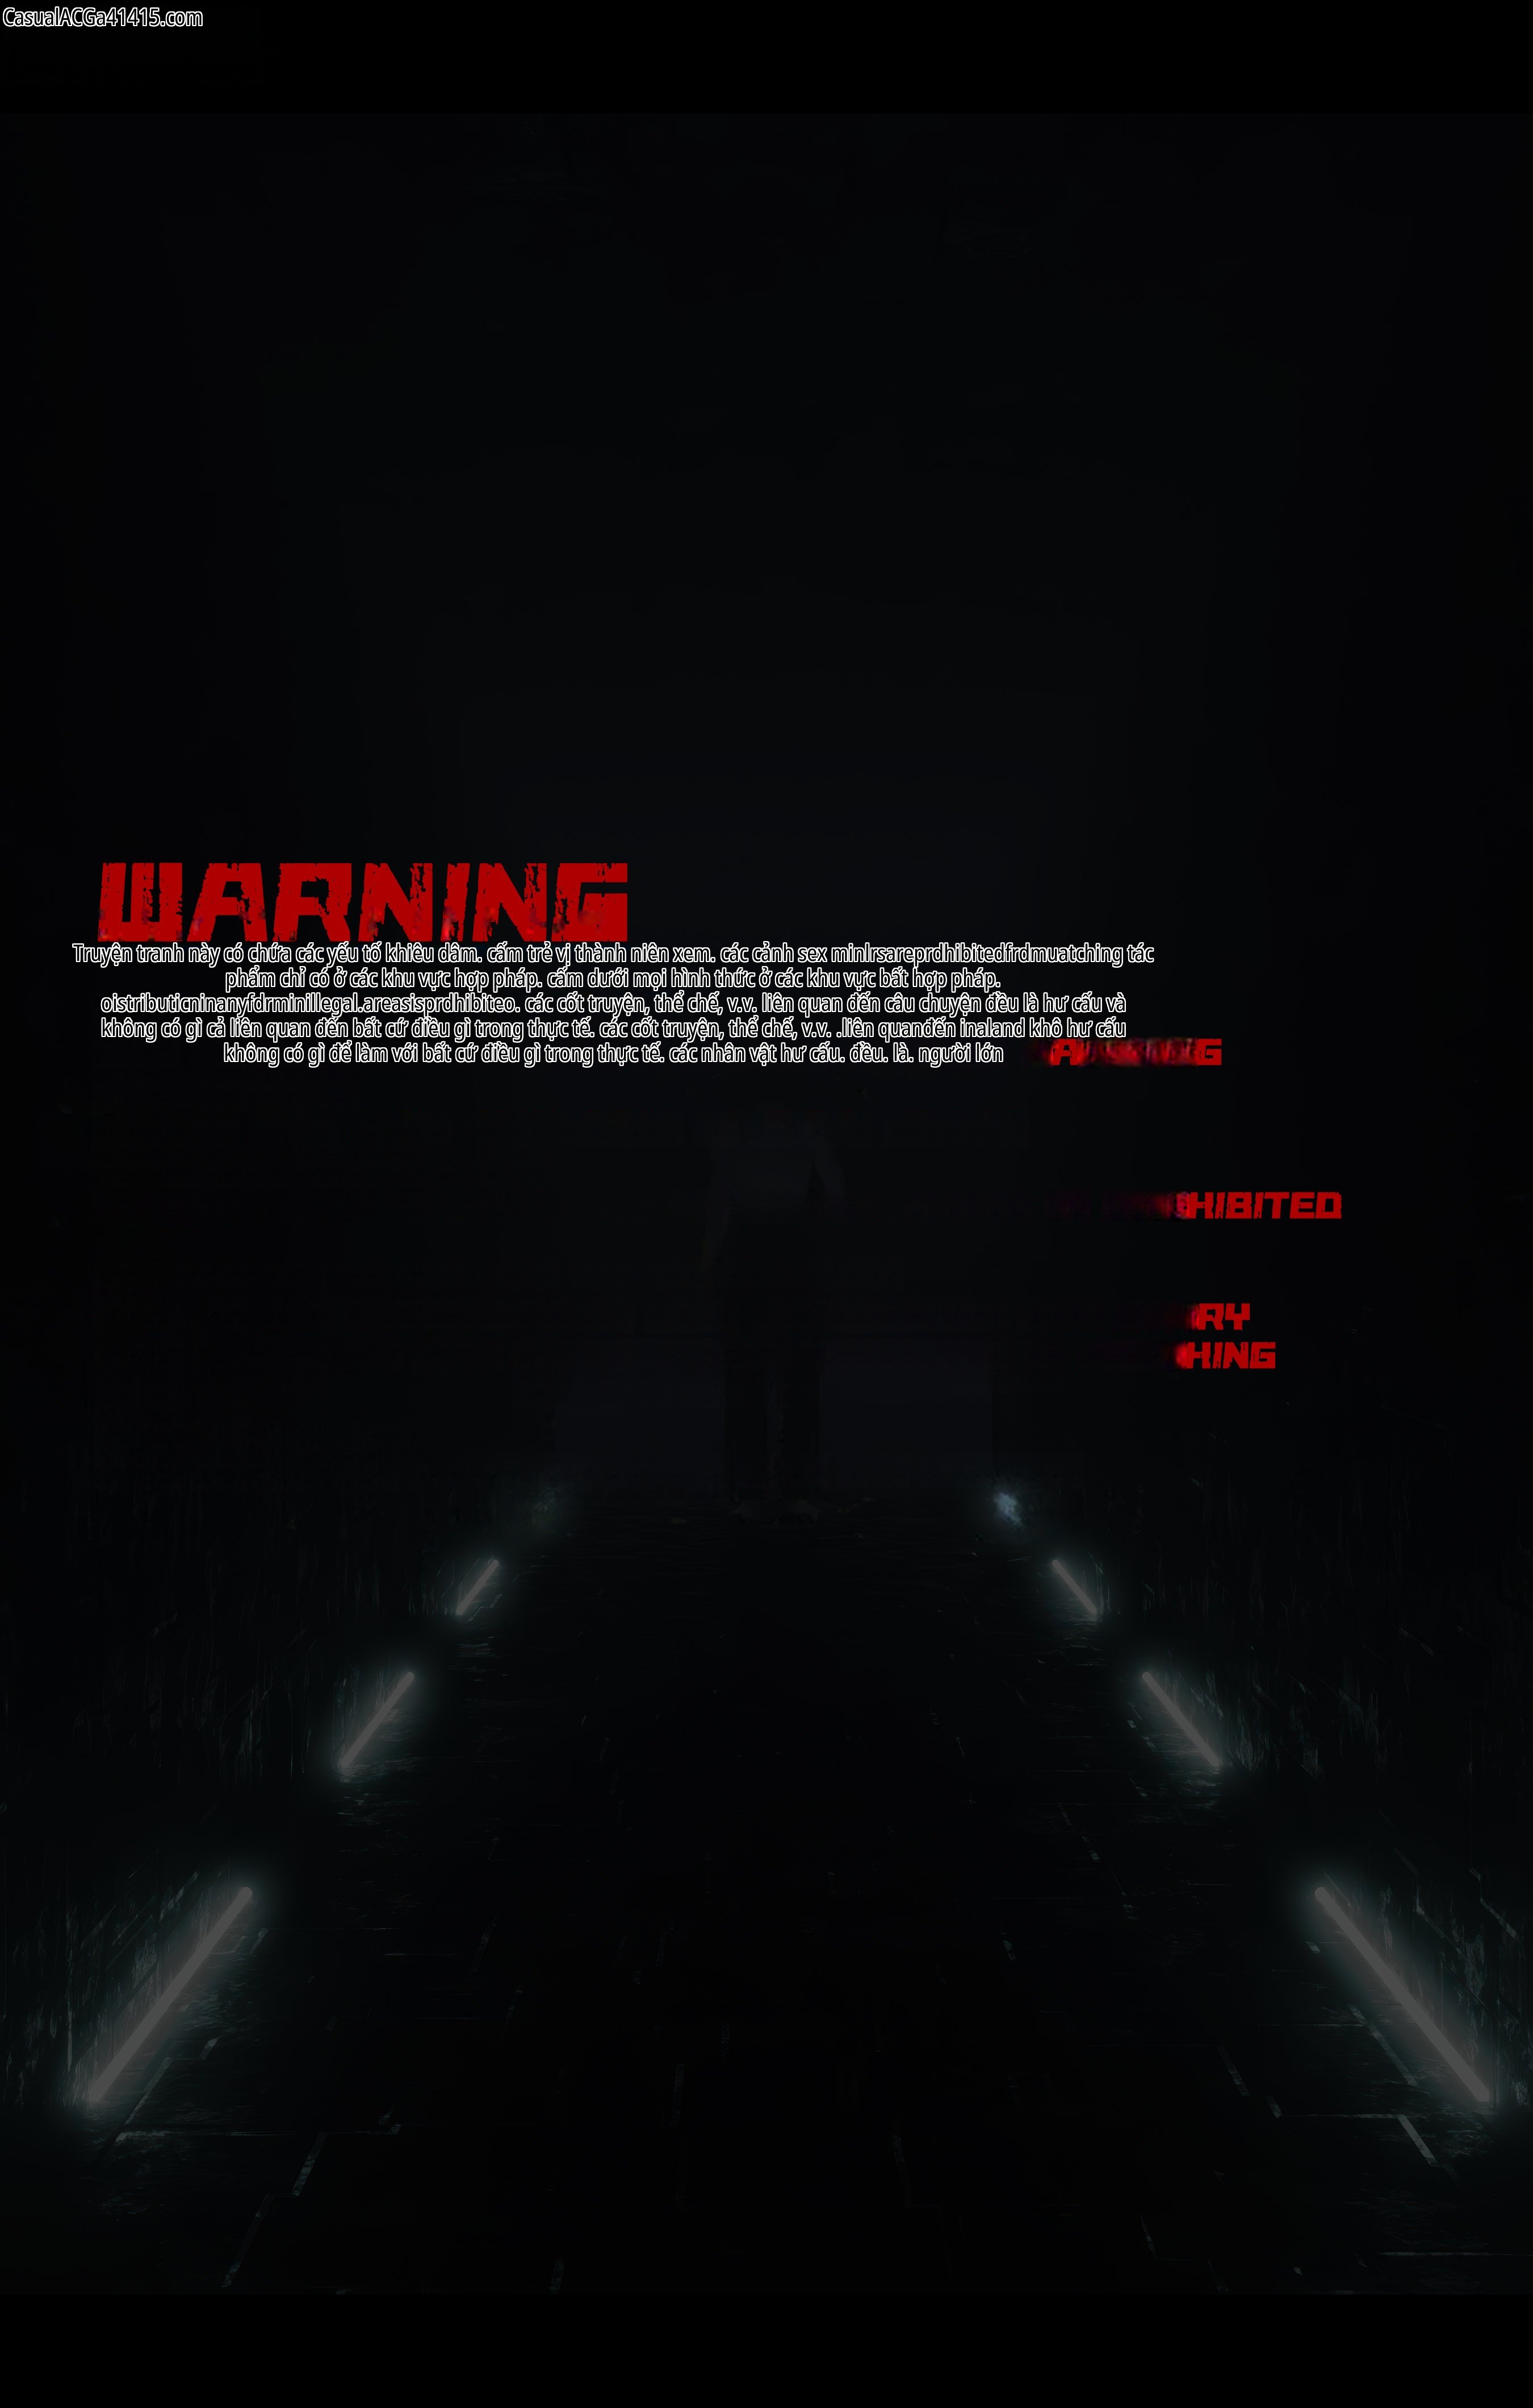 CasualACGa41415.com
WARNING
Truyện tranh này có chứa các yếu tố khiêu dâm. cấm trẻ vị thành niên xem. các cảnh sex minlrsareprdhibitedfrdmuatching tác
phẩm chỉ có ở các khu vực hợp pháp. cấm dưới mọi hình thức ở các khu vực bất hợp pháp.
oistributicninanyfdrminillegal.areasisprdhibiteo. các cốt truyện, thể chế, v.v. liên quan đến câu chuyện đều là hư cấu và
không có gì cả liên quan đến bất cứ điều gì trong thực tế. các cốt truyện, thể chế, v.v. .liên quanđến inaland khô hư cấu
không có gì để làm với bất cứ điều gì trong thực tế. các nhân vật hư cấu. đều. là. người lớn
HIBITED
RY
HING